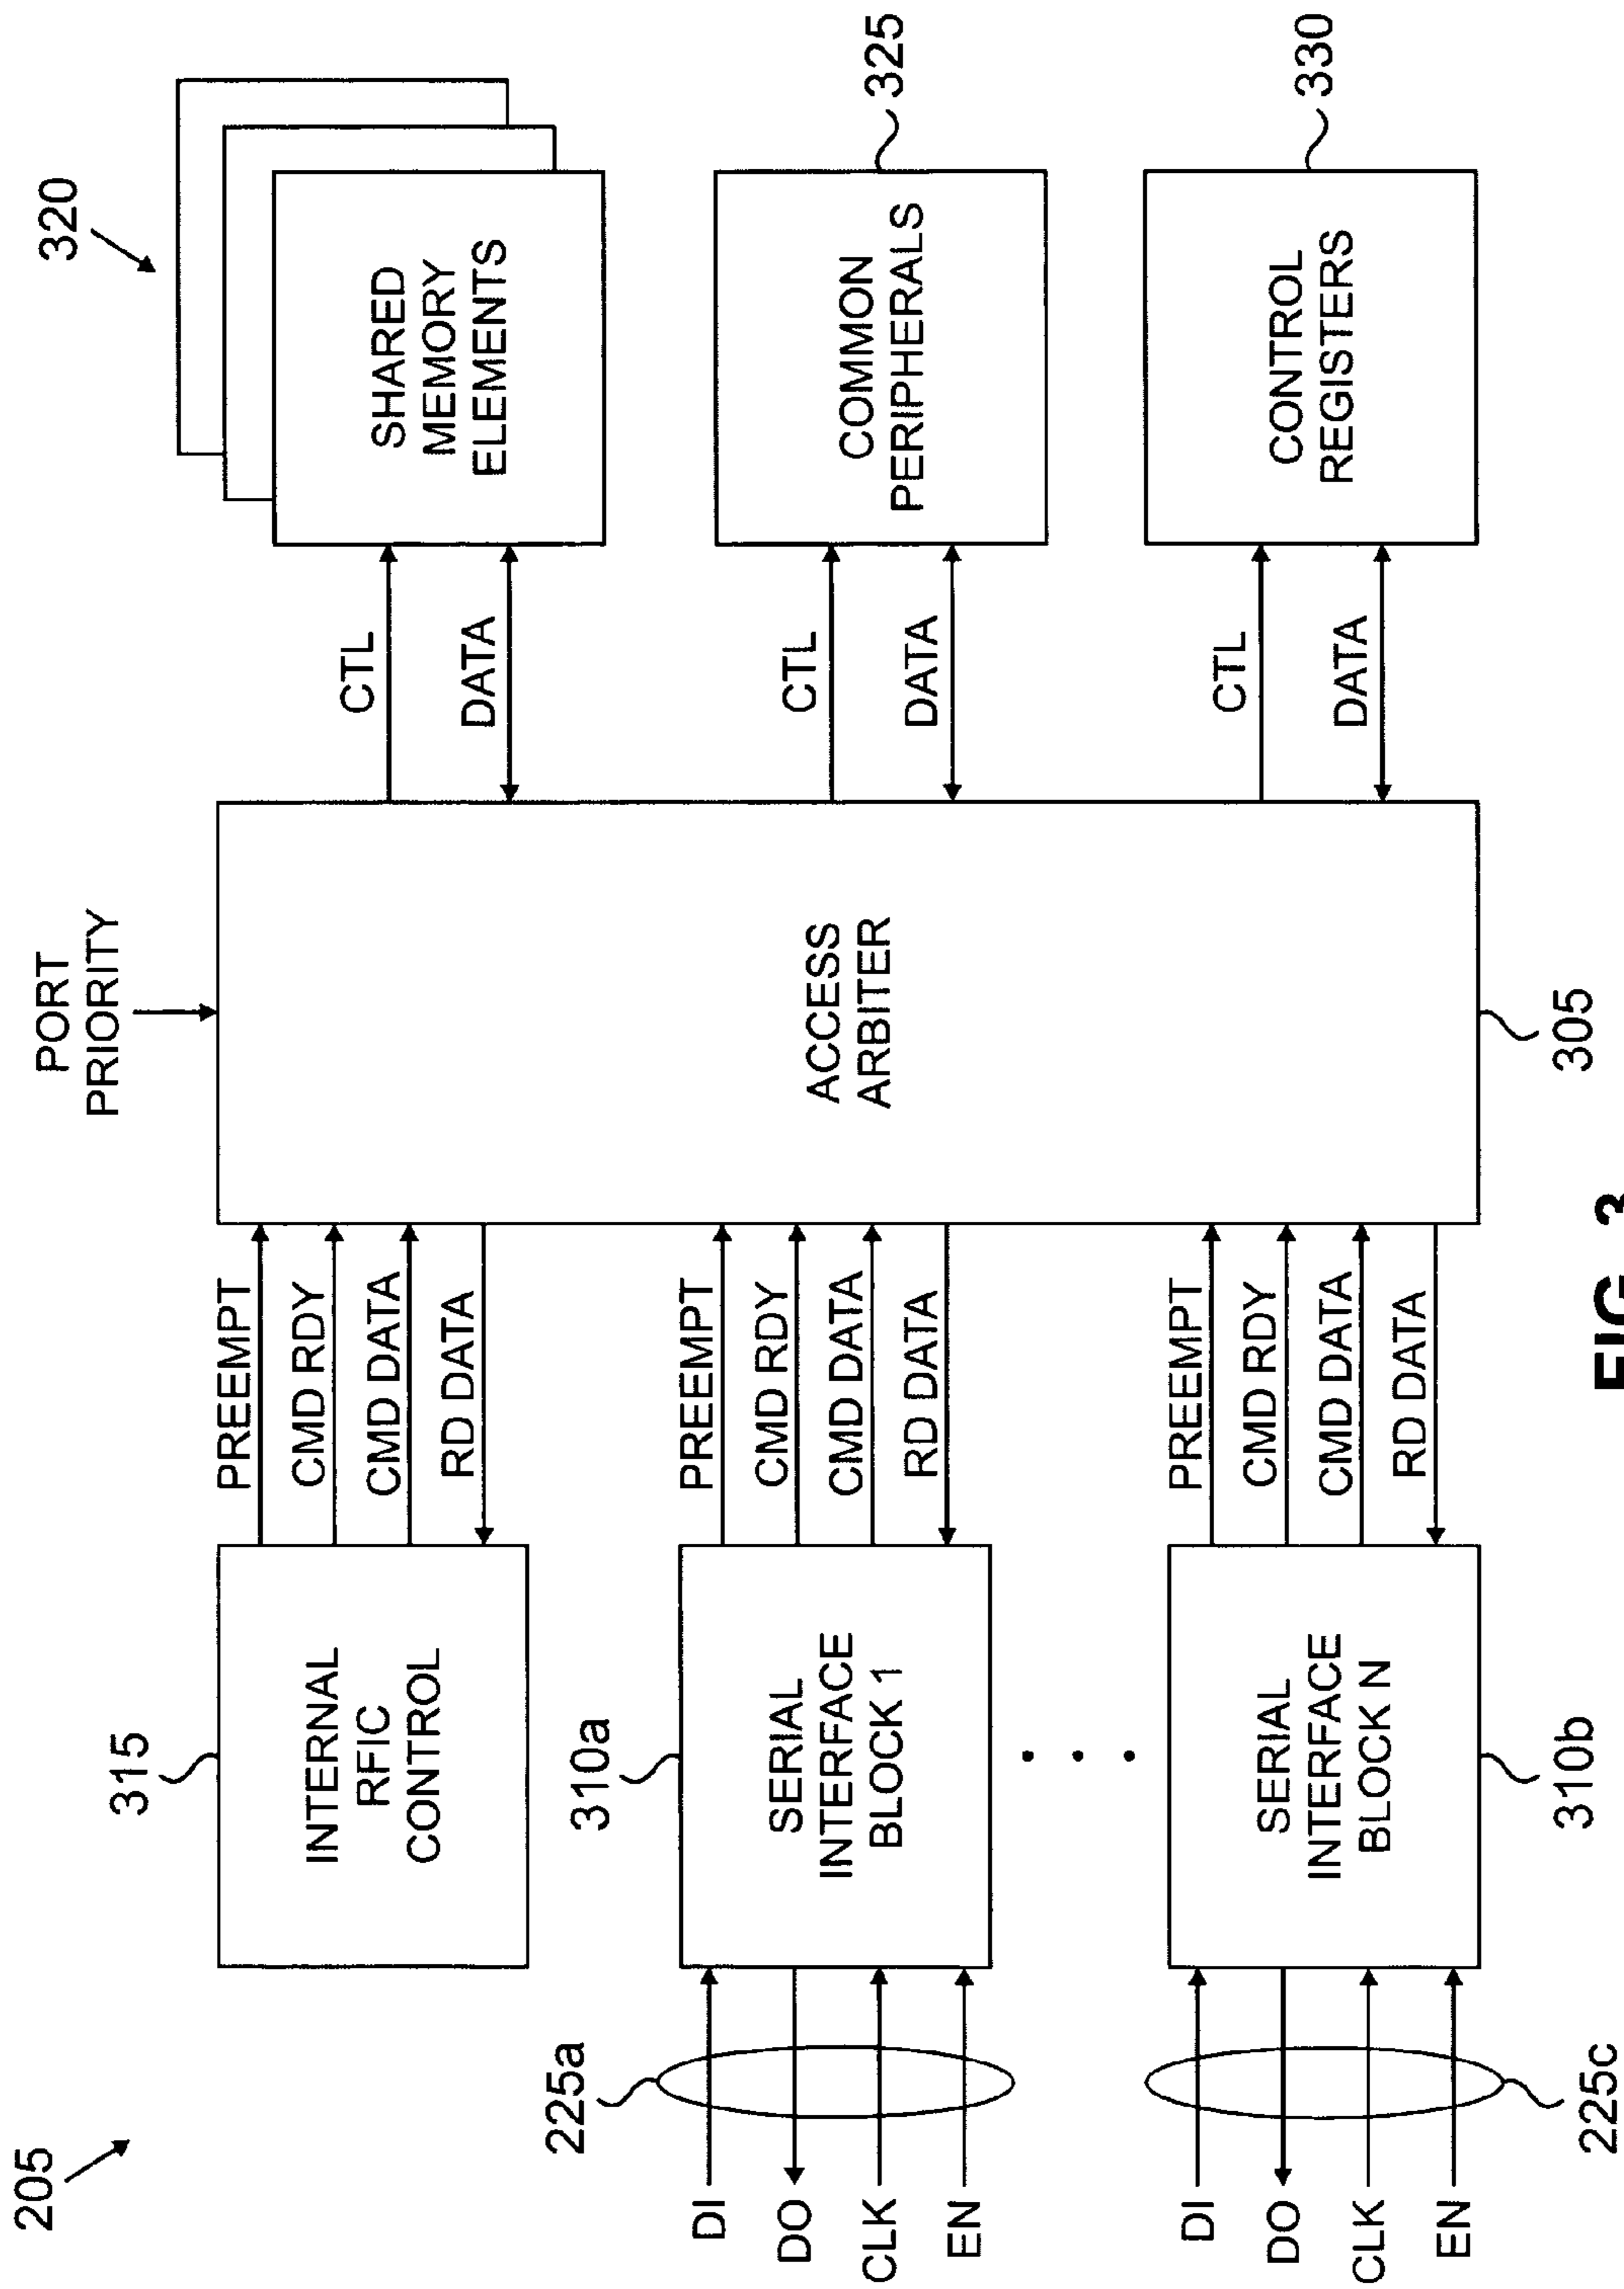 205
315
INTERNAL
RFIC
CONTROL
PREEMPT
CMD RDY
CMD DATA
RD DATA
PORT
PRIORITY
ACCESS
ARBITER
305
CTL
DATA
320
SHARED
MEMORY
ELEMENTS
225a
DI
DO
CLK
EN
310a
SERIAL
INTERFACE
BLOCK 1
PREEMPT
CMD RDY
CMD DATA
RD DATA
CTL
DATA
COMMON
PERIPHERALS
325
DI
DO
CLK
EN
225c
SERIAL
INTERFACE
BLOCK N
310b
PREEMPT
CMD RDY
CMD DATA
RD DATA
CTL
DATA
CONTROL
REGISTERS
330
FIG. 3